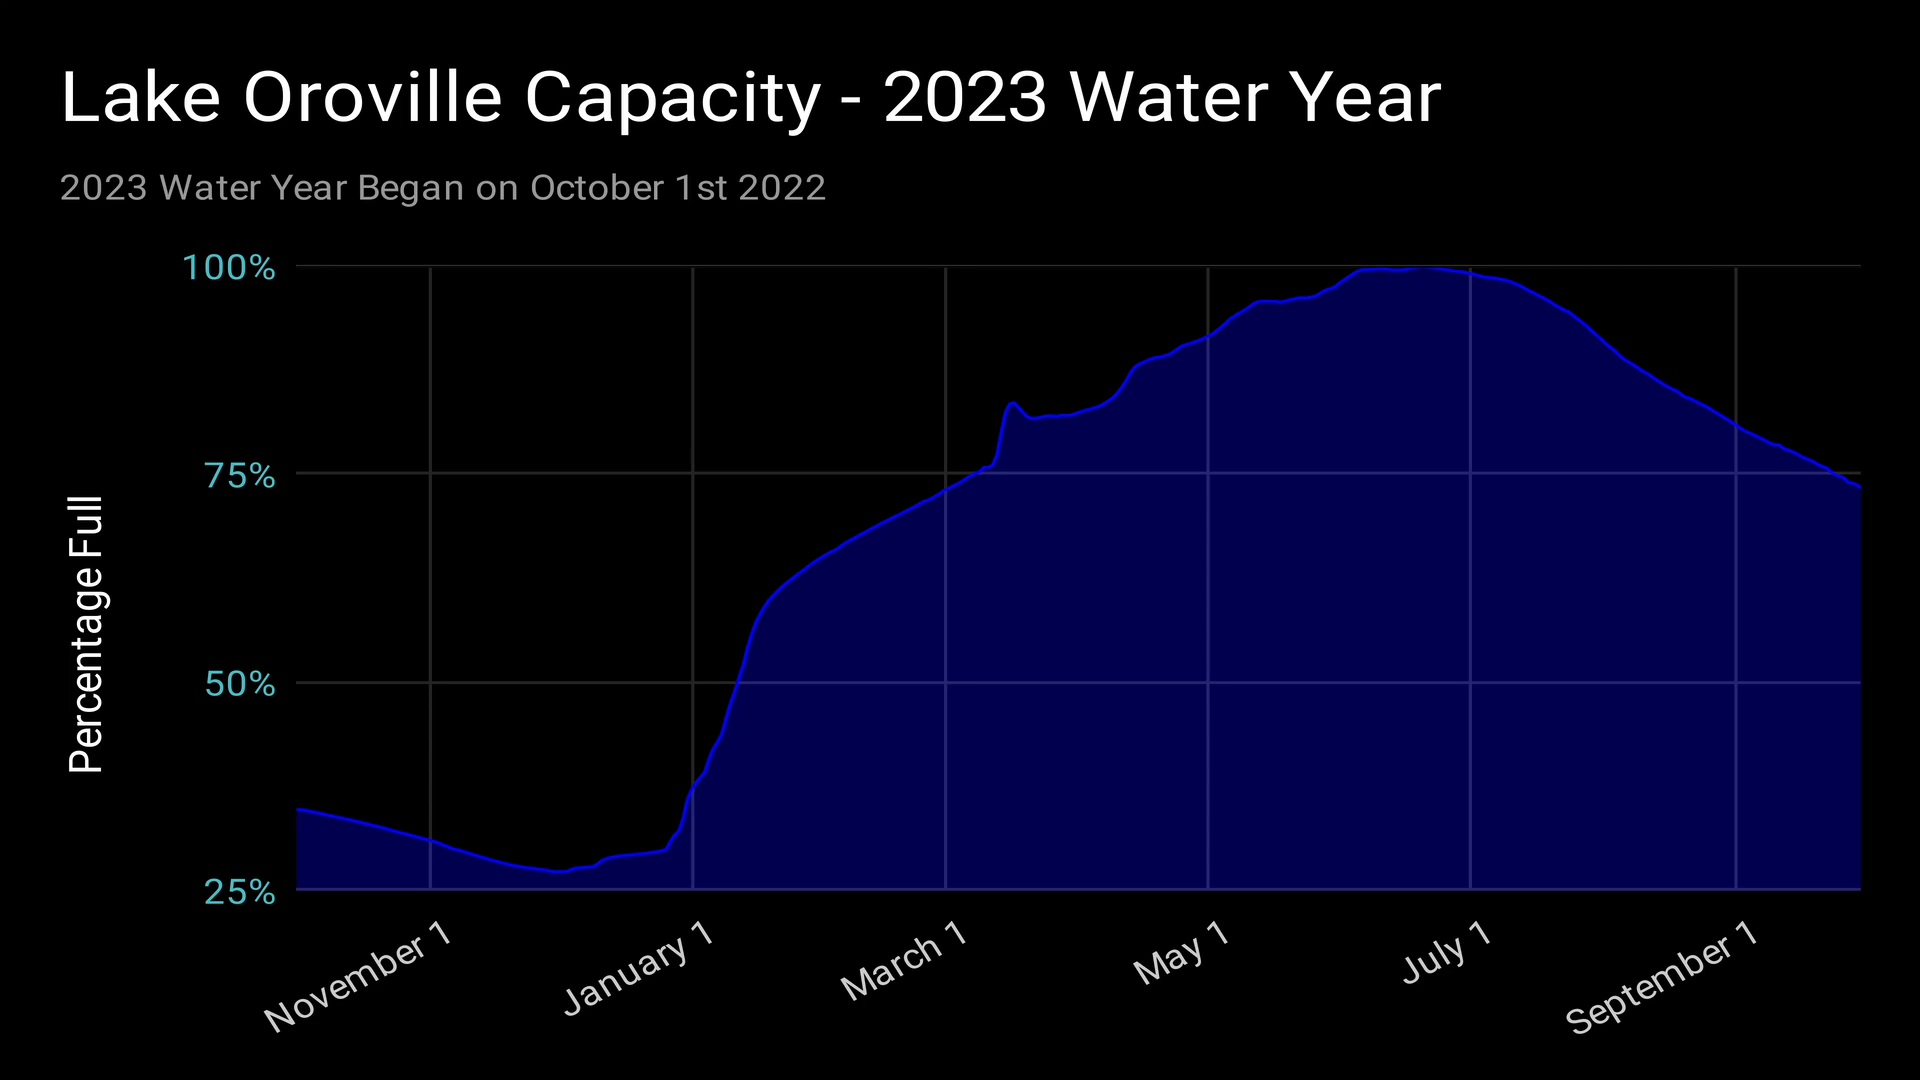 Lake Oroville Capacity - 2023 Water Year
2023 Water Year Began on October 1st 2022
100%
75%
50%
25%
Percentage Full
November 1
January 1
March 1
May 1
July 1
September 1